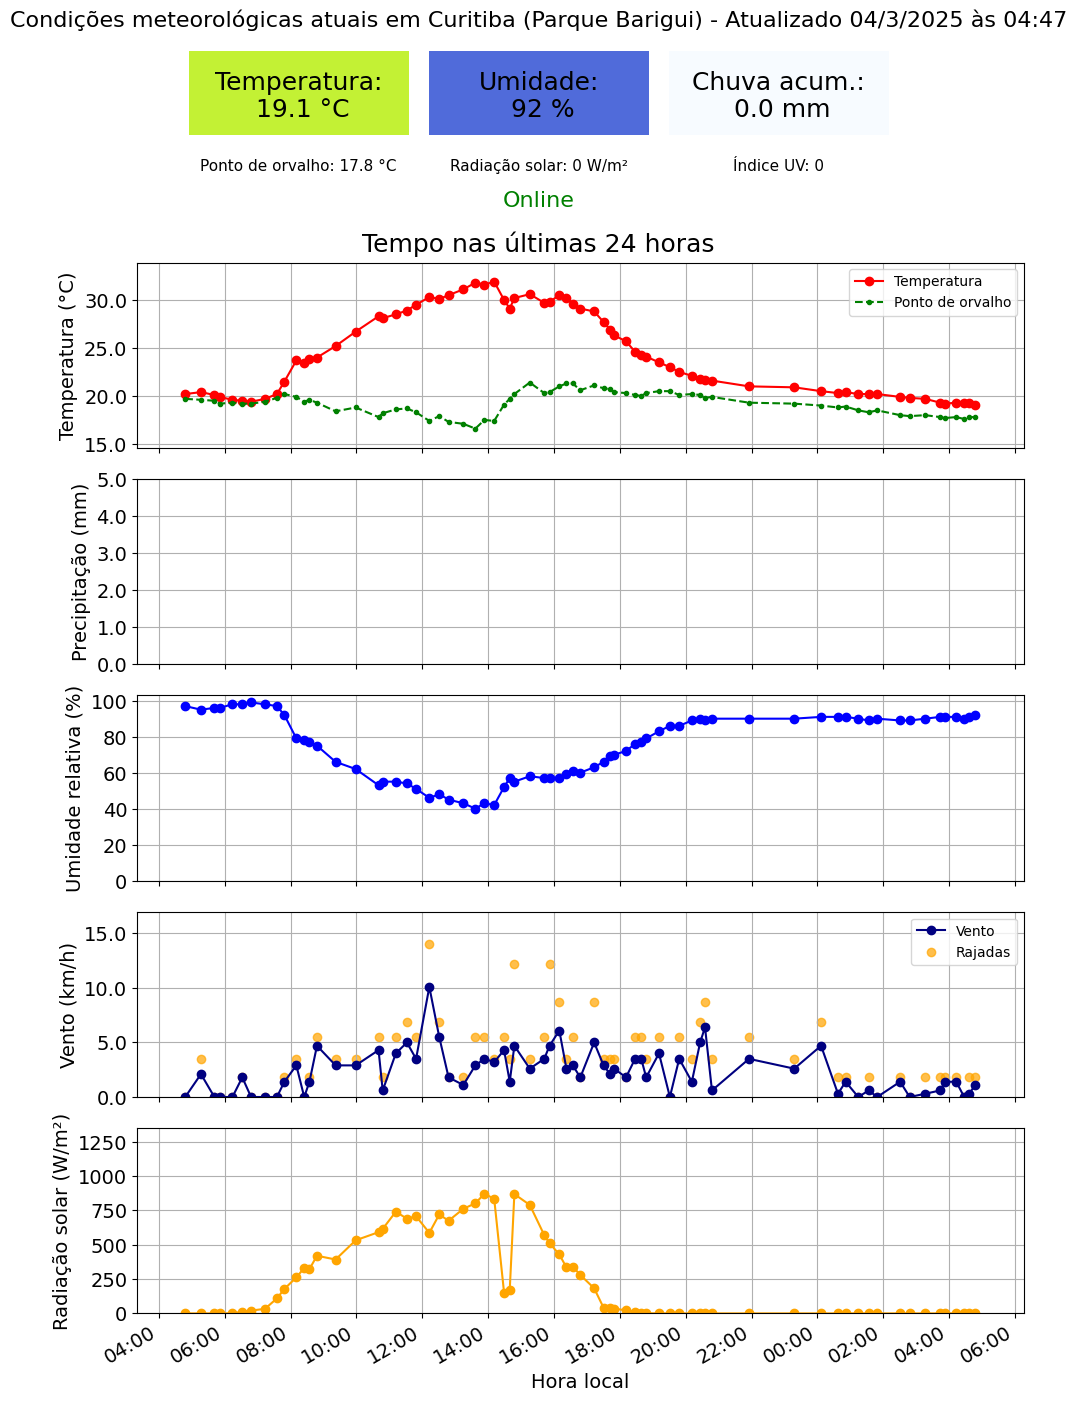 Condições meteorológicas atuais em Curitiba (Parque Barigui) - Atualizado 04/3/2025 às 04:47
Temperatura:
19.1 °C
Umidade:
92 %
Chuva acum.:
0.0 mm
Ponto de orvalho: 17.8 °C
Radiação solar: 0 W/m²
Índice UV: 0
Online
Tempo nas últimas 24 horas
Temperatura (°C)
30.0
25.0
20.0
15.0
Temperatura
Ponto de orvalho
Precipitação (mm)
5.0
4.0
3.0
2.0
1.0
0.0
Umidade relativa (%)
100
80
60
40
20
0
Vento (km/h)
15.0
10.0
5.0
0.0
Vento
Rajadas
Radiação solar (W/m²)
1250
1000
750
500
250
0
04:00
06:00
08:00
10:00
12:00
14:00
16:00
18:00
20:00
22:00
00:00
02:00
04:00
06:00
Hora local